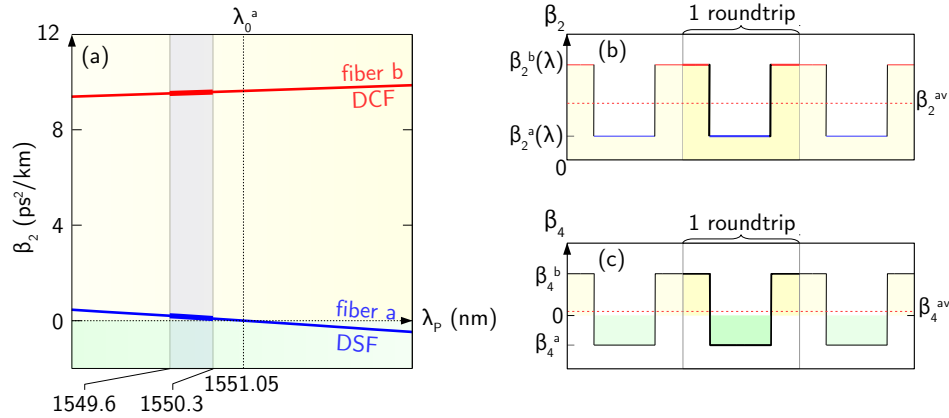 λ₀ᵃ
12
(a)
fiber b
DCF
8
β₂ (ps²/km)
4
fiber a
0
λ_P (nm)
DSF
1549.6
1550.3
1551.05
β₂
1 roundtrip
(b)
β₂ᵇ(λ)
β₂ᵃᵛ
β₂ᵃ(λ)
0
β₄
1 roundtrip
(c)
β₄ᵇ
0
β₄ᵃᵛ
β₄ᵃ